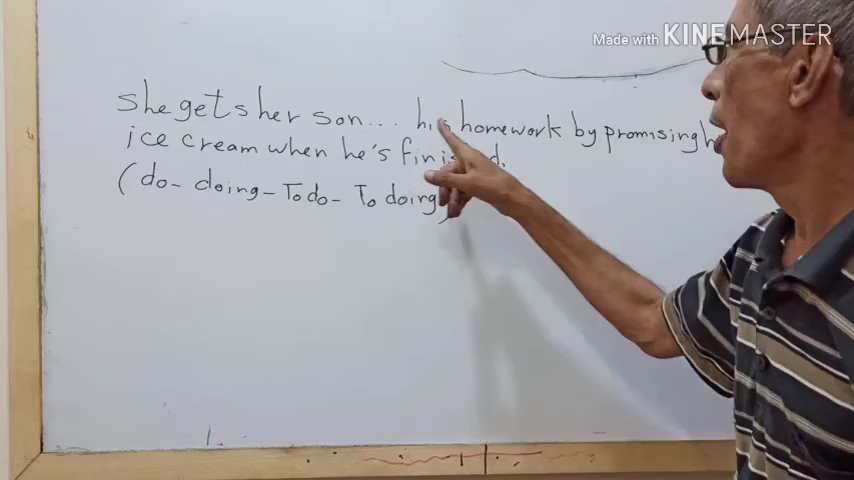 Made with KINEMASTER
she gets her son... his homework by promising
ice cream when he's finished.
(do- doing- To do- To doing)